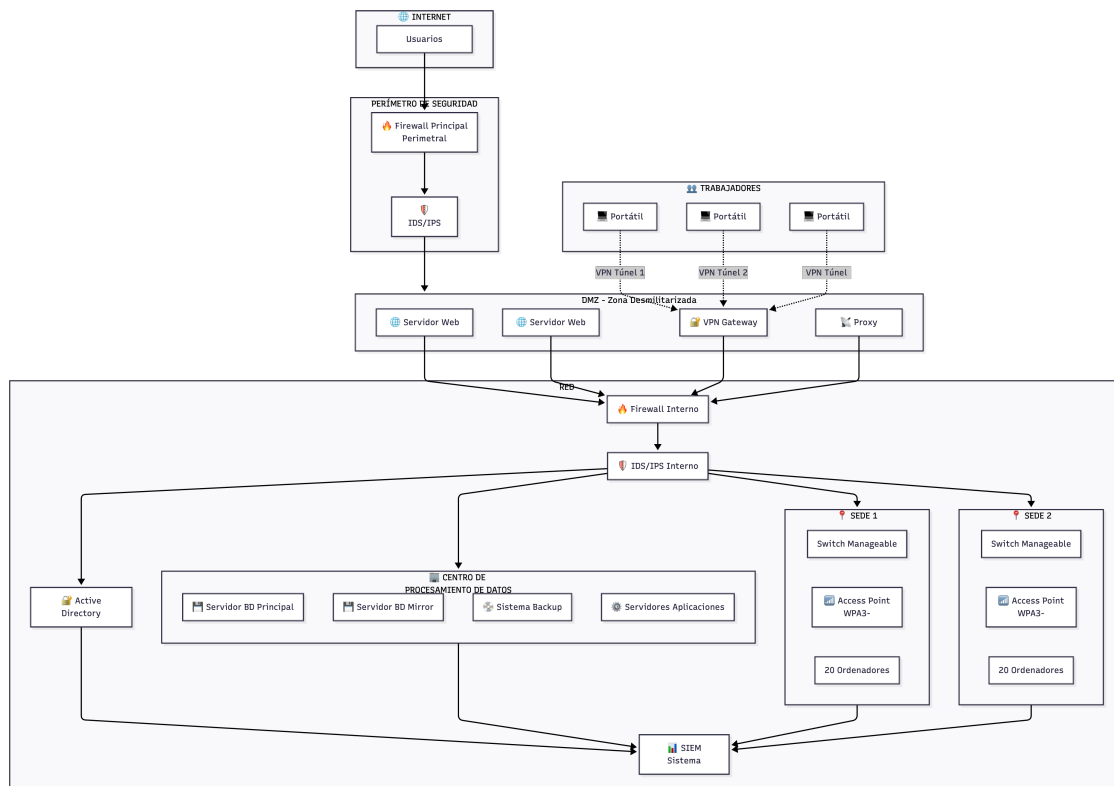 🌐 INTERNET
Usuarios
PERÍMETRO DE SEGURIDAD
🔥 Firewall Principal
Perimetral
🛡️
IDS/IPS
👥 TRABAJADORES
💻 Portátil
💻 Portátil
💻 Portátil
VPN Túnel 1
VPN Túnel 2
VPN Túnel
DMZ - Zona Desmilitarizada
🌐 Servidor Web
🌐 Servidor Web
🔐 VPN Gateway
📡 Proxy
RED
🔥 Firewall Interno
🛡️ IDS/IPS Interno
🔐 Active
Directory
🏢 CENTRO DE
PROCESAMIENTO DE DATOS
💾 Servidor BD Principal
💾 Servidor BD Mirror
💽 Sistema Backup
⚙️ Servidores Aplicaciones
📍 SEDE 1
Switch Manageable
📶 Access Point
WPA3-
20 Ordenadores
📍 SEDE 2
Switch Manageable
📶 Access Point
WPA3-
20 Ordenadores
📊 SIEM
Sistema